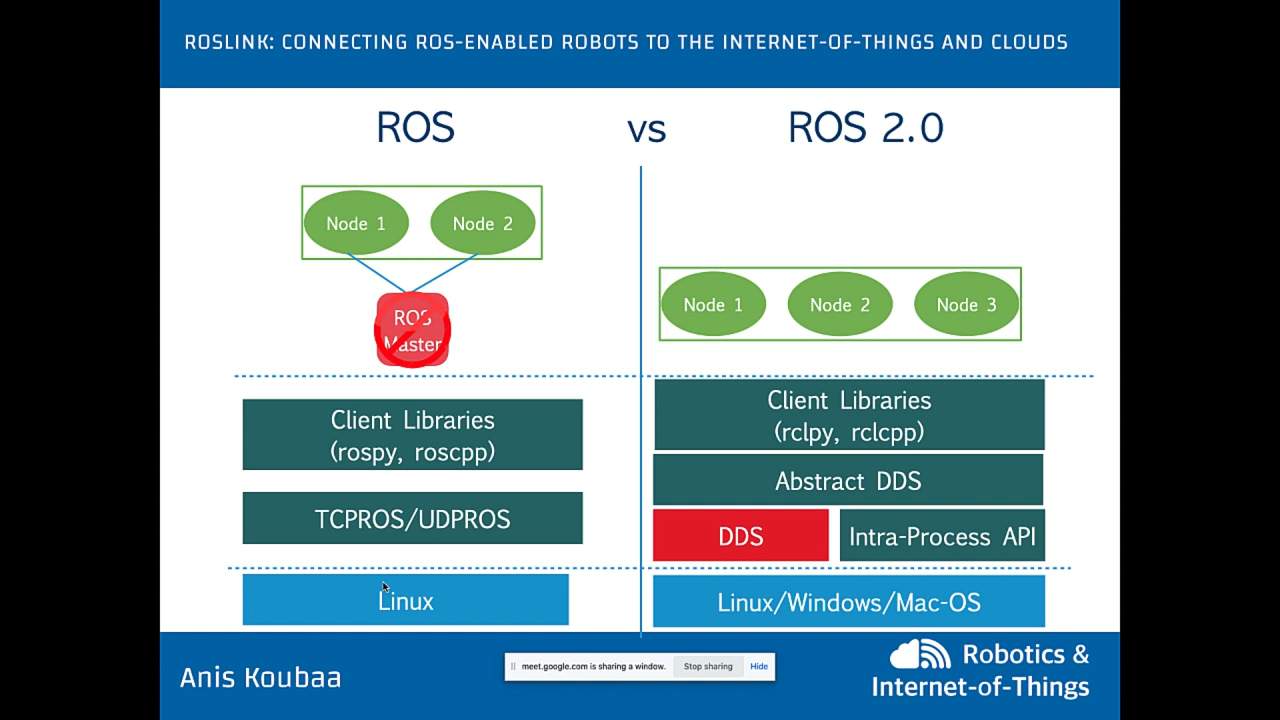 ROSLINK: CONNECTING ROS-ENABLED ROBOTS TO THE INTERNET-OF-THINGS AND CLOUDS
ROS vs ROS 2.0
Node 1
Node 2
ROS
Master
Client Libraries
(rospy, roscpp)
TCPROS/UDPROS
Linux
Node 1
Node 2
Node 3
Client Libraries
(rclpy, rclcpp)
Abstract DDS
DDS
Intra-Process API
Linux/Windows/Mac-OS
Anis Koubaa
meet.google.com is sharing a window.
Stop sharing
Hide
Robotics &
Internet-of-Things